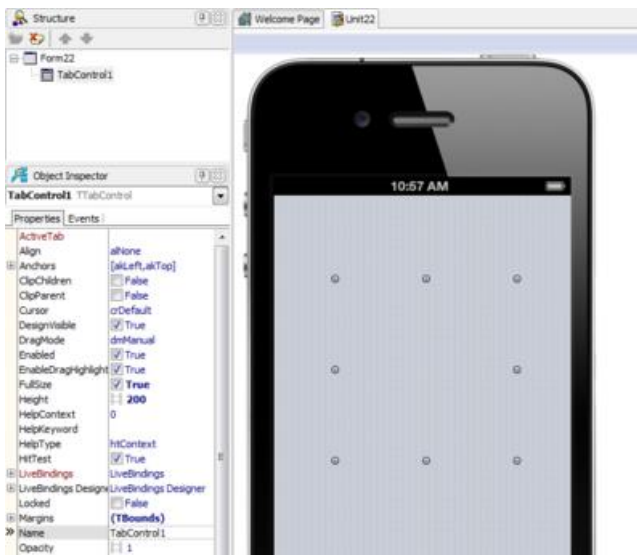 Structure
Form22
TabControl1
Object Inspector
TabControl1 TTabControl
Properties Events
ActiveTab
Align alNone
Anchors [akLeft,akTop]
ClipChildren False
ClipParent False
Cursor crDefault
DesignVisible True
DragMode dmManual
Enabled True
EnableDragHighlight True
FullSize True
Height 200
HelpContext 0
HelpKeyword
HelpType htContext
HitTest True
LiveBindings LiveBindings
LiveBindings Designe LiveBindings Designer
Locked False
Margins (TBounds)
Name TabControl1
Opacity 1
Welcome Page Unit22
10:57 AM